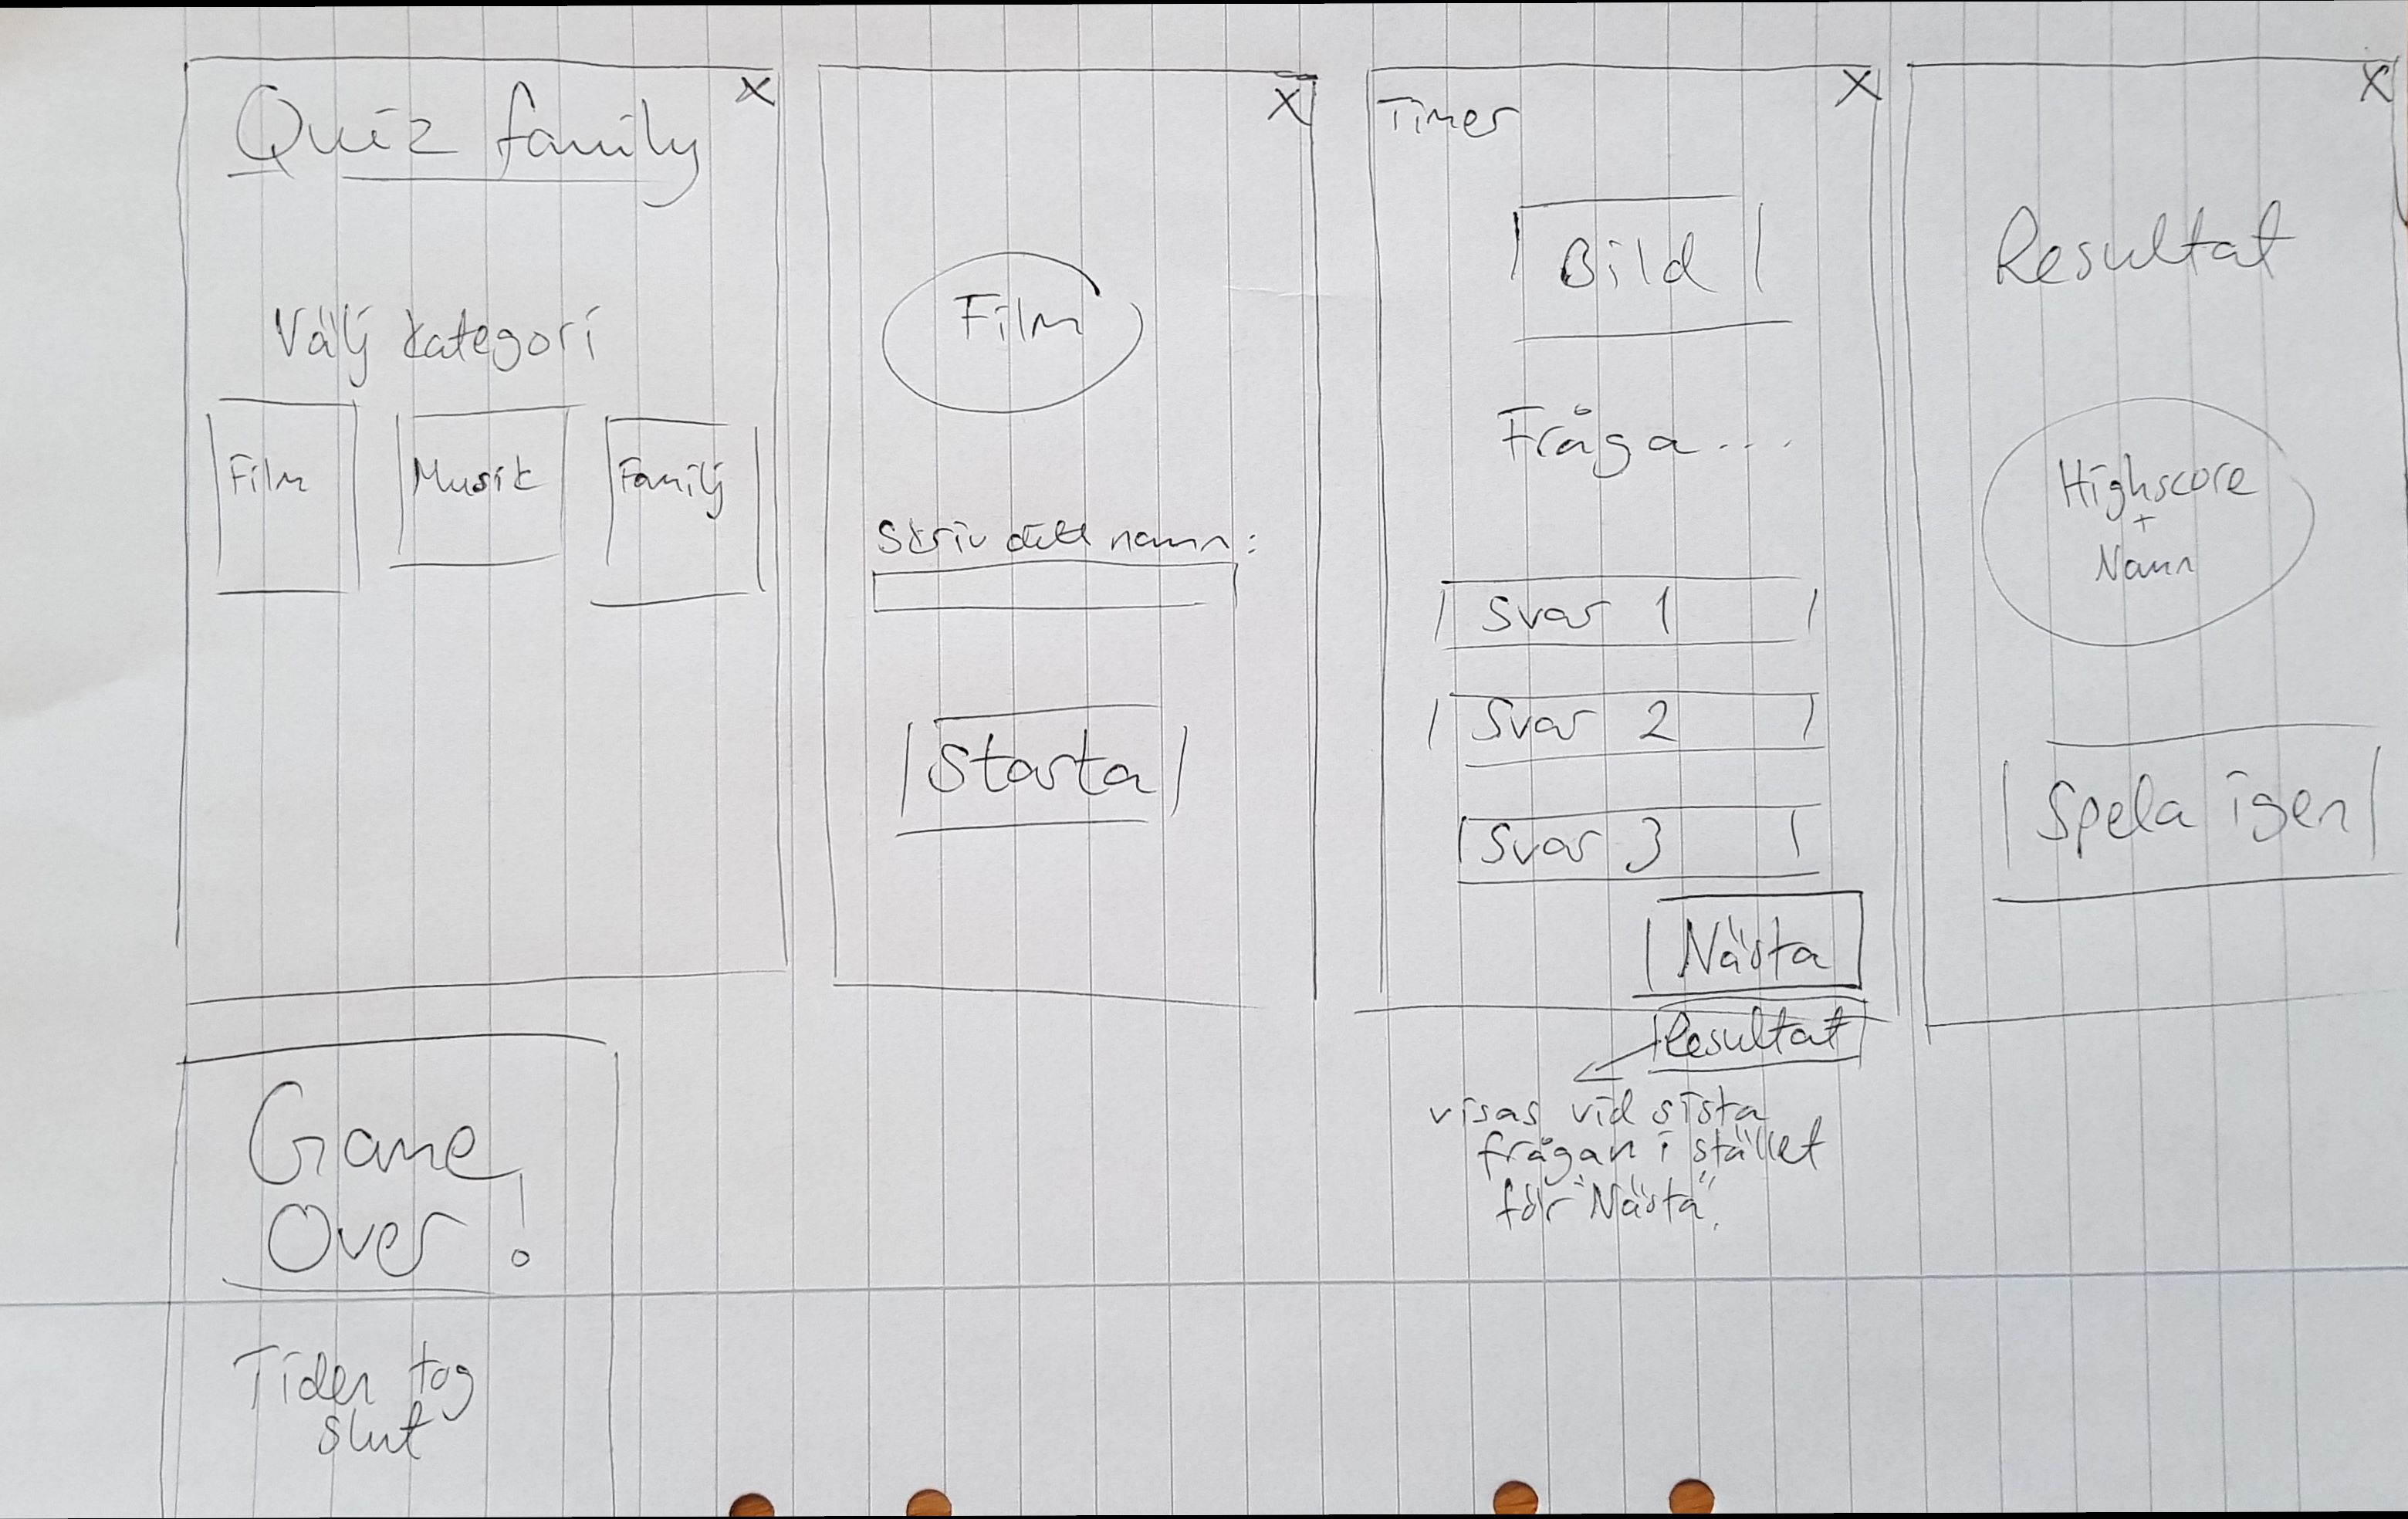 X
Quiz family
Välj kategori
Film
Musik
Familj
X
Film
Skriv ditt namn:
Starta
X
Timer
Bild
Fråga...
Svar 1
Svar 2
Svar 3
Nästa
Resultat
visas vid sista
frågan i stället
för "Nästa".
X
Resultat
Highscore
+
Namn
Spela igen
Game
Over!
Tiden tog
slut